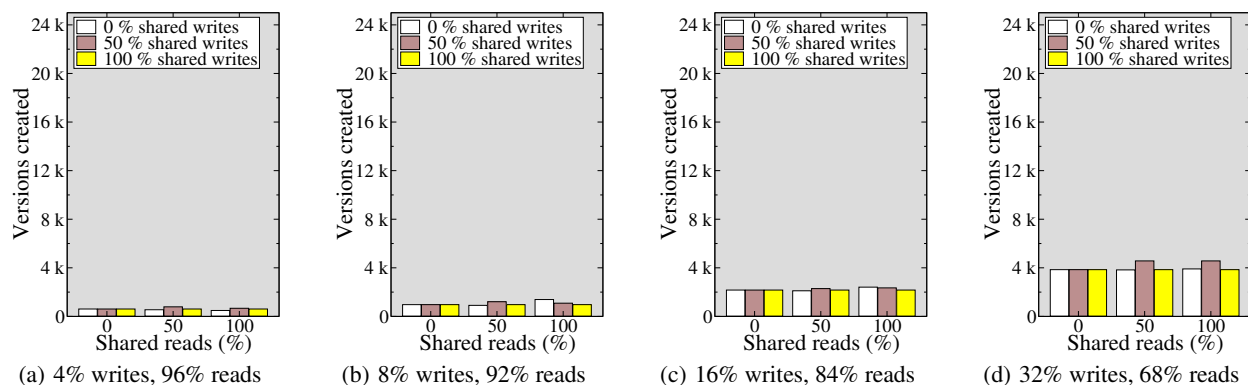 24 k
20 k
16 k
12 k
8 k
4 k
0
Versions created
0 % shared writes
50 % shared writes
100 % shared writes
0 50 100
Shared reads (%)
(a) 4% writes, 96% reads
24 k
20 k
16 k
12 k
8 k
4 k
0
Versions created
0 % shared writes
50 % shared writes
100 % shared writes
0 50 100
Shared reads (%)
(b) 8% writes, 92% reads
24 k
20 k
16 k
12 k
8 k
4 k
0
Versions created
0 % shared writes
50 % shared writes
100 % shared writes
0 50 100
Shared reads (%)
(c) 16% writes, 84% reads
24 k
20 k
16 k
12 k
8 k
4 k
0
Versions created
0 % shared writes
50 % shared writes
100 % shared writes
0 50 100
Shared reads (%)
(d) 32% writes, 68% reads